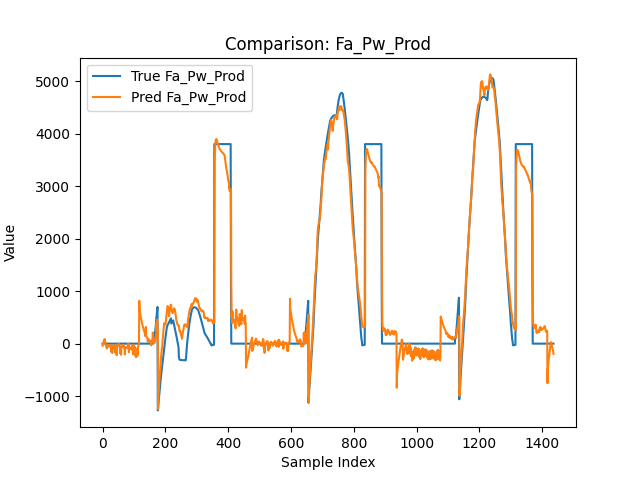 Comparison: Fa_Pw_Prod
True Fa_Pw_Prod
Pred Fa_Pw_Prod
Value
5000
4000
3000
2000
1000
0
−1000
0 200 400 600 800 1000 1200 1400
Sample Index